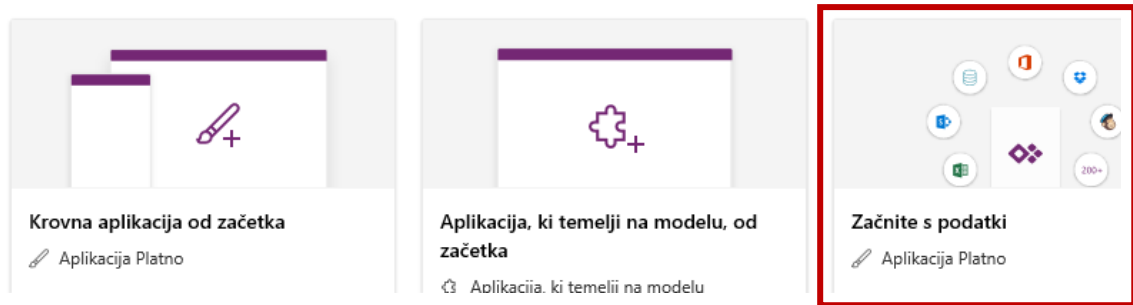 200+
Krovna aplikacija od začetka
Aplikacija Platno
Aplikacija, ki temelji na modelu, od
začetka
Aplikacija, ki temelji na modelu
Začnite s podatki
Aplikacija Platno